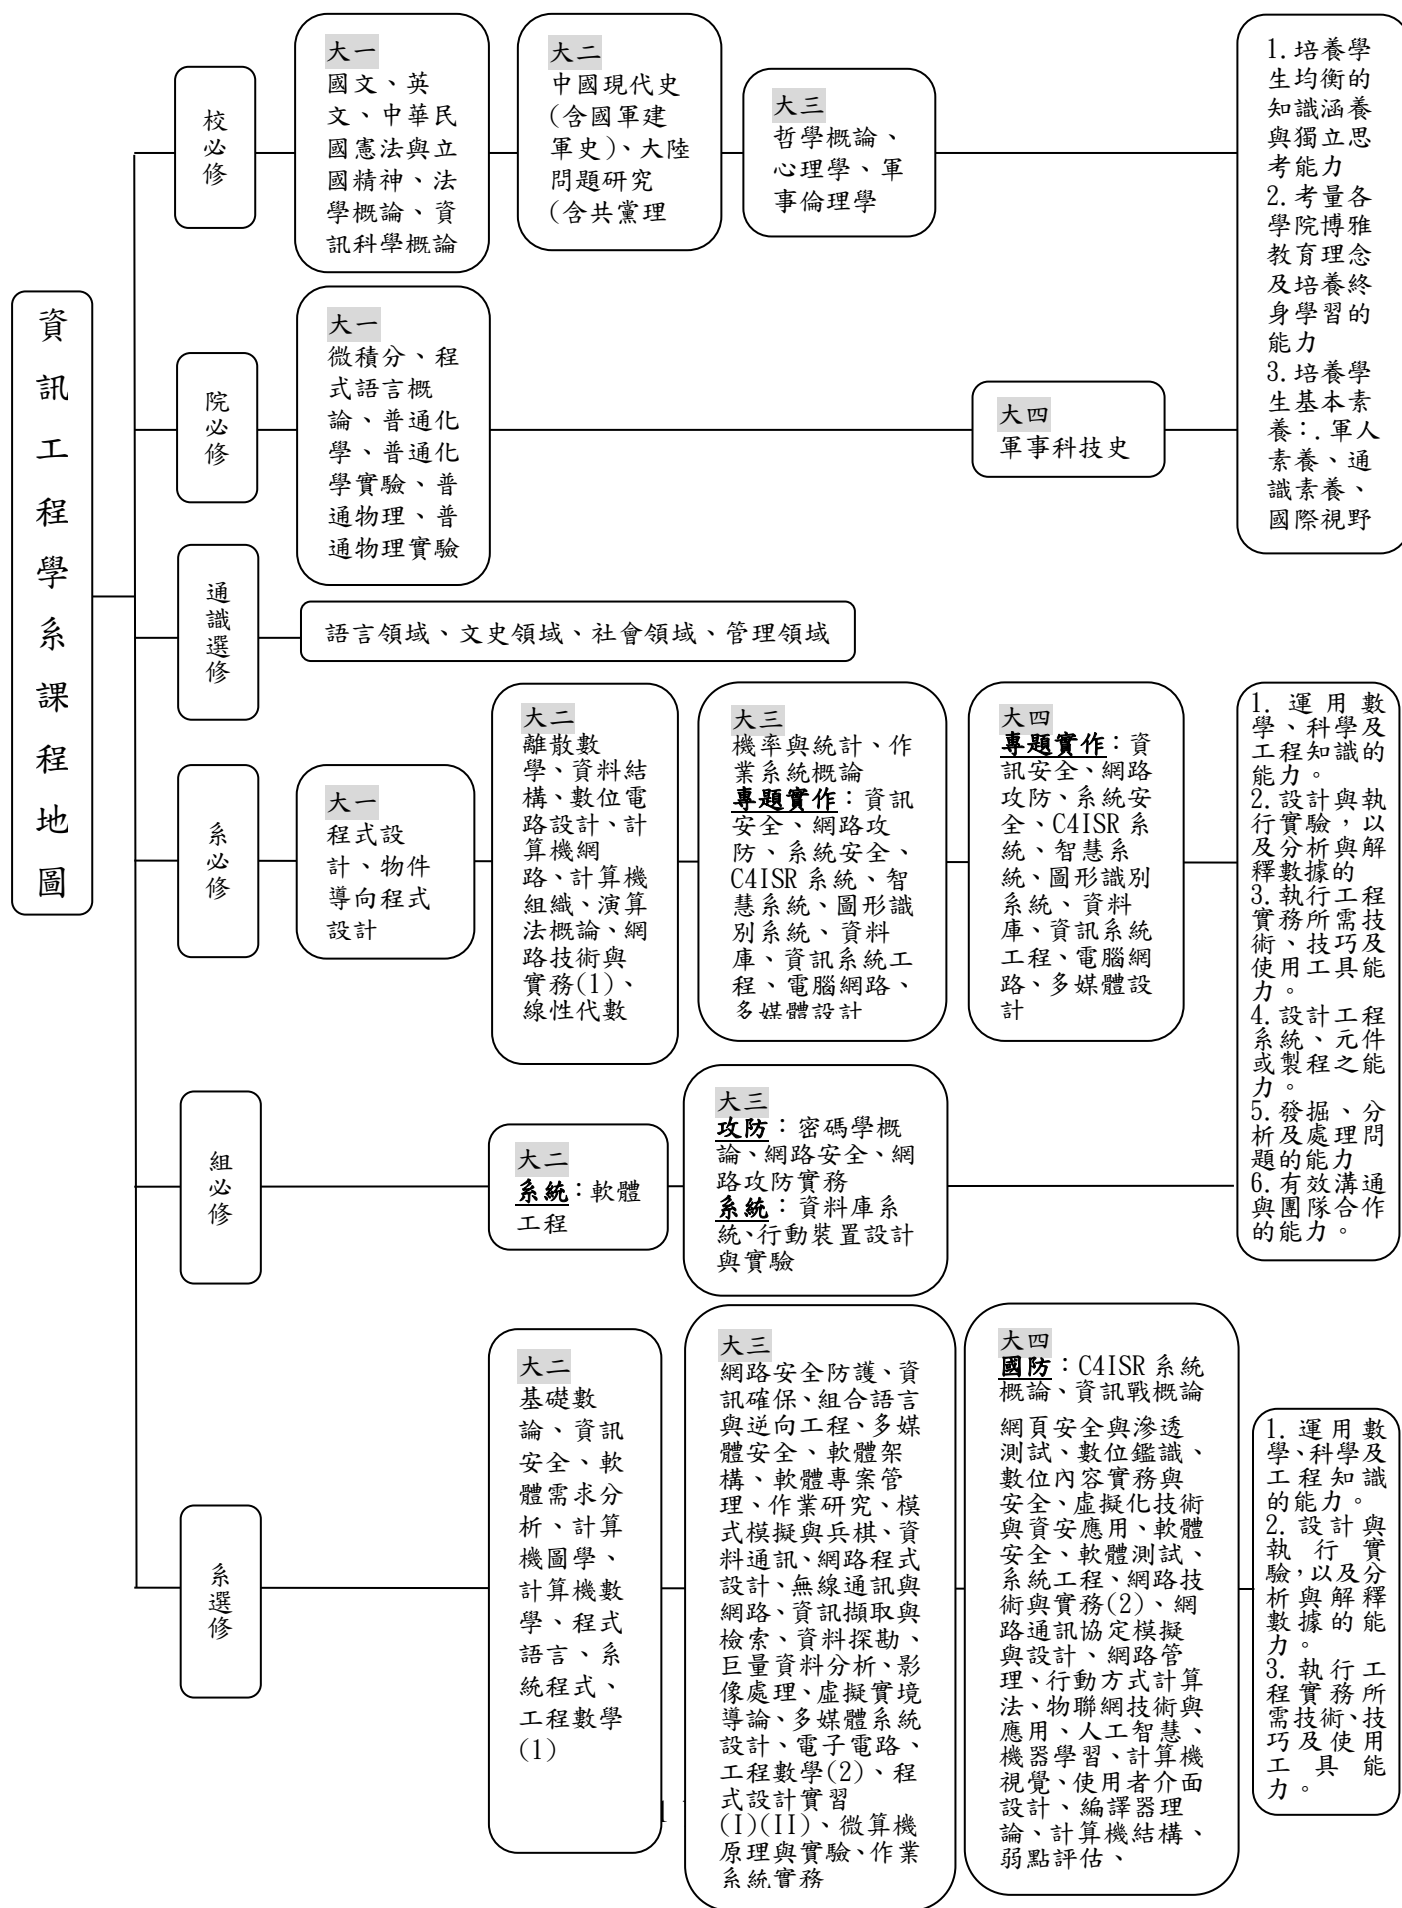 資訊工程學系課程地圖
校必修
大一
國文、英
文、中華民
國憲法與立
國精神、法
學概論、資
訊科學概論
大二
中國現代史
(含國軍建
軍史)、大陸
問題研究
(含共黨理
大三
哲學概論、
心理學、軍
事倫理學
1.培養學
生均衡的
知識涵養
與獨立思
考能力
2.考量各
學院博雅
教育理念
及培養終
身學習的
能力
3.培養學
生基本素
養:.軍人
素養、通
識素養、
國際視野
院必修
大一
微積分、程
式語言概
論、普通化
學、普通化
學實驗、普
通物理、普
通物理實驗
大四
軍事科技史
通識選修
語言領域、文史領域、社會領域、管理領域
系必修
大一
程式設
計、物件
導向程式
設計
大二
離散數
學、資料結
構、數位電
路設計、計
算機網
路、計算機
組織、演算
法概論、網
路技術與
實務(1)、
線性代數
大三
機率與統計、作
業系統概論
專題實作：資訊
安全、網路攻
防、系統安全、
C4ISR 系統、智
慧系統、圖形識
別系統、資料
庫、資訊系統工
程、電腦網路、
多媒體設計
大四
專題實作：資
訊安全、網路
攻防、系統安
全、C4ISR 系
統、智慧系
統、圖形識別
系統、資料
庫、資訊系統
工程、電腦網
路、多媒體設
計
1. 運用數
學、科學及
工程知識的
能力。
2.設計與執
行實驗，以
及分析與解
釋數據的
3.執行工程
實務所需技
術、技巧及
使用工具能
力。
4.設計工程
系統、元件
或製程之能
力。
5.發掘、分
析及處理問
題的能力
6.有效溝通
與團隊合作
的能力。
組必修
大二
系統：軟體
工程
大三
攻防：密碼學概
論、網路安全、網
路攻防實務
系統：資料庫系
統、行動裝置設計
與實驗
系選修
大二
基礎數
論、資訊
安全、軟
體需求分
析、計算
機圖學、
計算機數
學、程式
語言、系
統程式、
工程數學
(1)
大三
網路安全防護、資
訊確保、組合語言
與逆向工程、多媒
體安全、軟體架
構、軟體專案管
理、作業研究、模
式模擬與兵棋、資
料通訊、網路程式
設計、無線通訊與
網路、資訊擷取與
檢索、資料探勘、
巨量資料分析、影
像處理、虛擬實境
導論、多媒體系統
設計、電子電路、
工程數學(2)、程
式設計實習
(I)(II)、微算機
原理與實驗、作業
系統實務
大四
國防：C4ISR 系統
概論、資訊戰概論
網頁安全與滲透
測試、數位鑑識、
數位內容實務與
安全、虛擬化技術
與資安應用、軟體
安全、軟體測試、
系統工程、網路技
術與實務(2)、網
路通訊協定模擬
與設計、網路管
理、行動方式計算
法、物聯網技術與
應用、人工智慧、
機器學習、計算機
視覺、使用者介面
設計、編譯器理
論、計算機結構、
弱點評估、
1. 運用數
學、科學及
工程知識
的能力。
2. 設計與
執行實
驗，以及分
析與解釋
數據的能
力。
3. 執行工
程實務所
需技術、技
巧及使用
工具能
力。
1